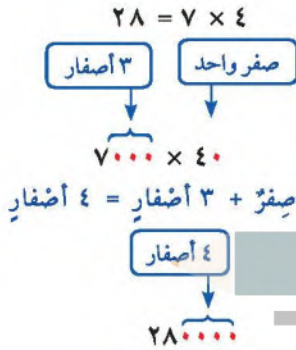 ٤ × ٧ = ٢٨
صفر واحد
٣ أصفار
٤٠ × ٧٠٠٠
صِفرٌ + ٣ أصْفارٍ = ٤ أصْفارٍ
٤ أصفار
٢٨٠٠٠٠